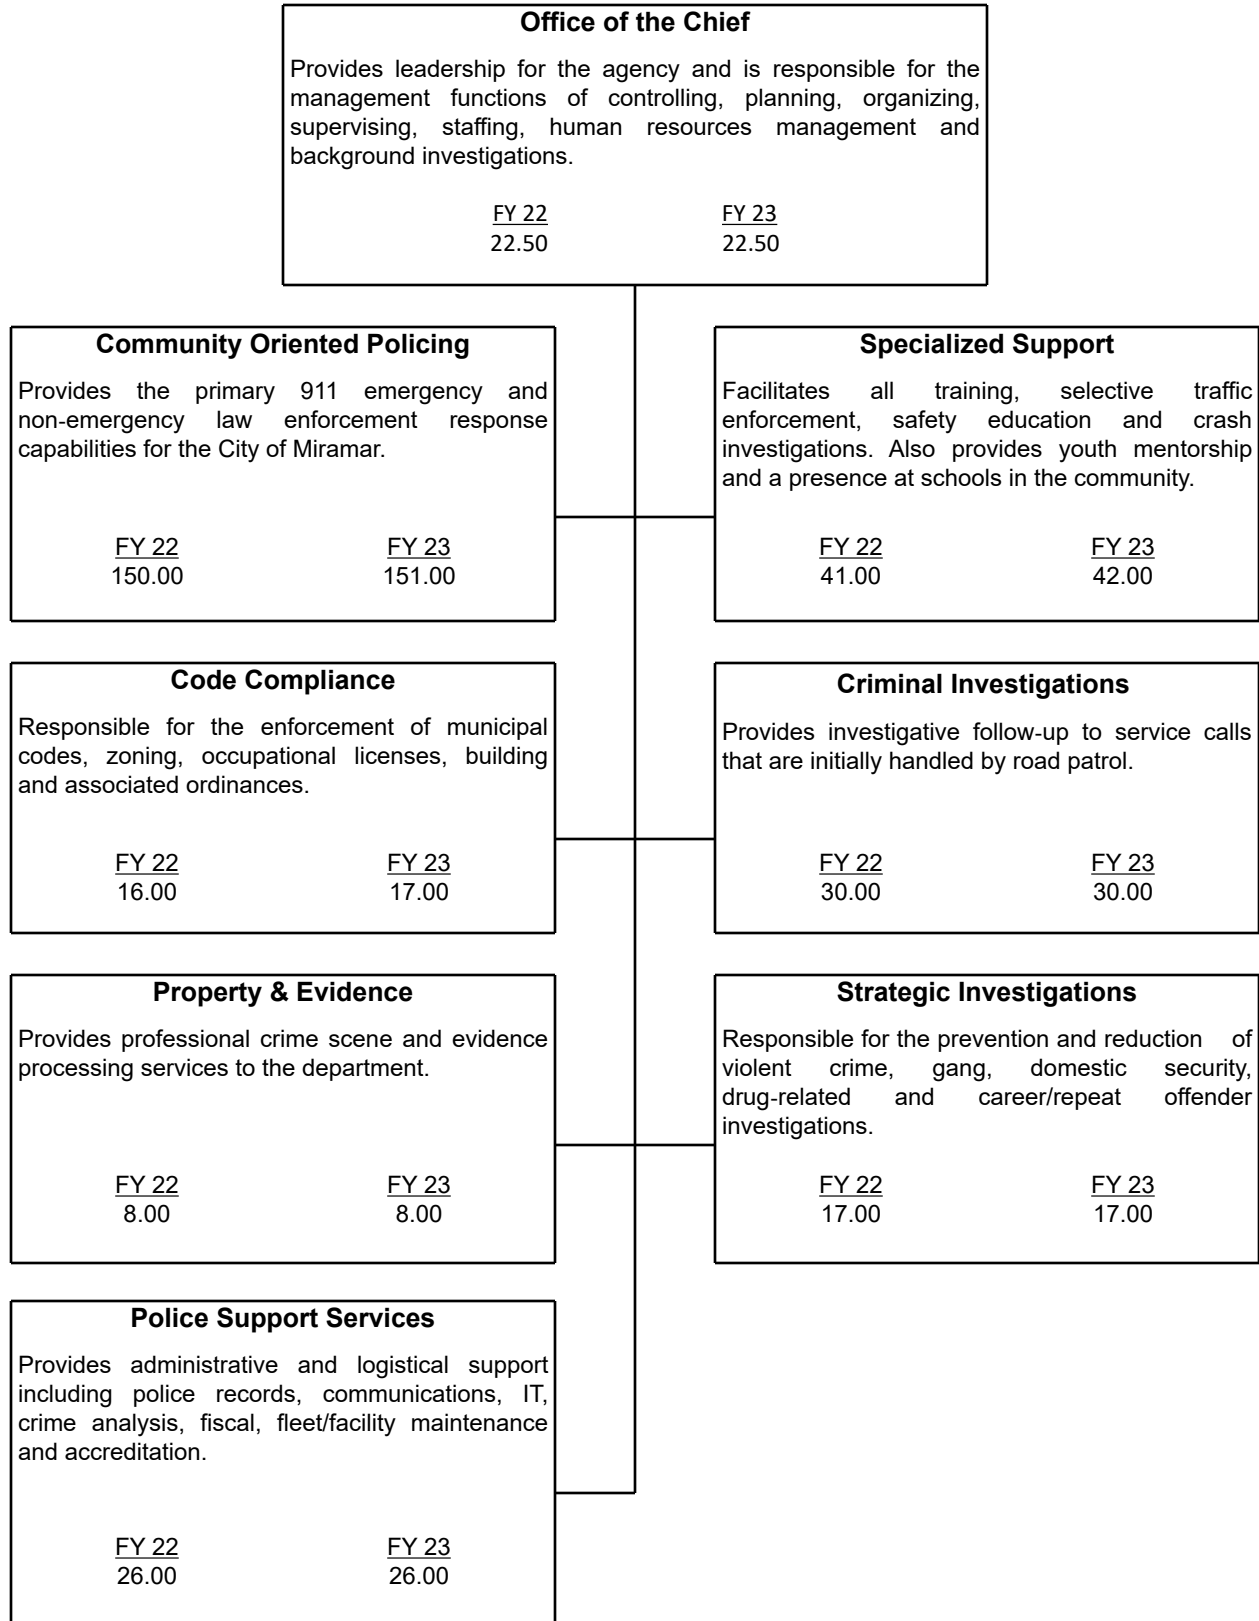 Office of the Chief
Provides leadership for the agency and is responsible for the
management functions of controlling, planning, organizing,
supervising, staffing, human resources management and
background investigations.
FY 22 FY 23
22.50 22.50
Community Oriented Policing
Provides the primary 911 emergency and
non-emergency law enforcement response
capabilities for the City of Miramar.
FY 22 FY 23
150.00 151.00
Specialized Support
Facilitates all training, selective traffic
enforcement, safety education and crash
investigations. Also provides youth mentorship
and a presence at schools in the community.
FY 22 FY 23
41.00 42.00
Code Compliance
Responsible for the enforcement of municipal
codes, zoning, occupational licenses, building
and associated ordinances.
FY 22 FY 23
16.00 17.00
Criminal Investigations
Provides investigative follow-up to service calls
that are initially handled by road patrol.
FY 22 FY 23
30.00 30.00
Property & Evidence
Provides professional crime scene and evidence
processing services to the department.
FY 22 FY 23
8.00 8.00
Strategic Investigations
Responsible for the prevention and reduction of
violent crime, gang, domestic security,
drug-related and career/repeat offender
investigations.
FY 22 FY 23
17.00 17.00
Police Support Services
Provides administrative and logistical support
including police records, communications, IT,
crime analysis, fiscal, fleet/facility maintenance
and accreditation.
FY 22 FY 23
26.00 26.00